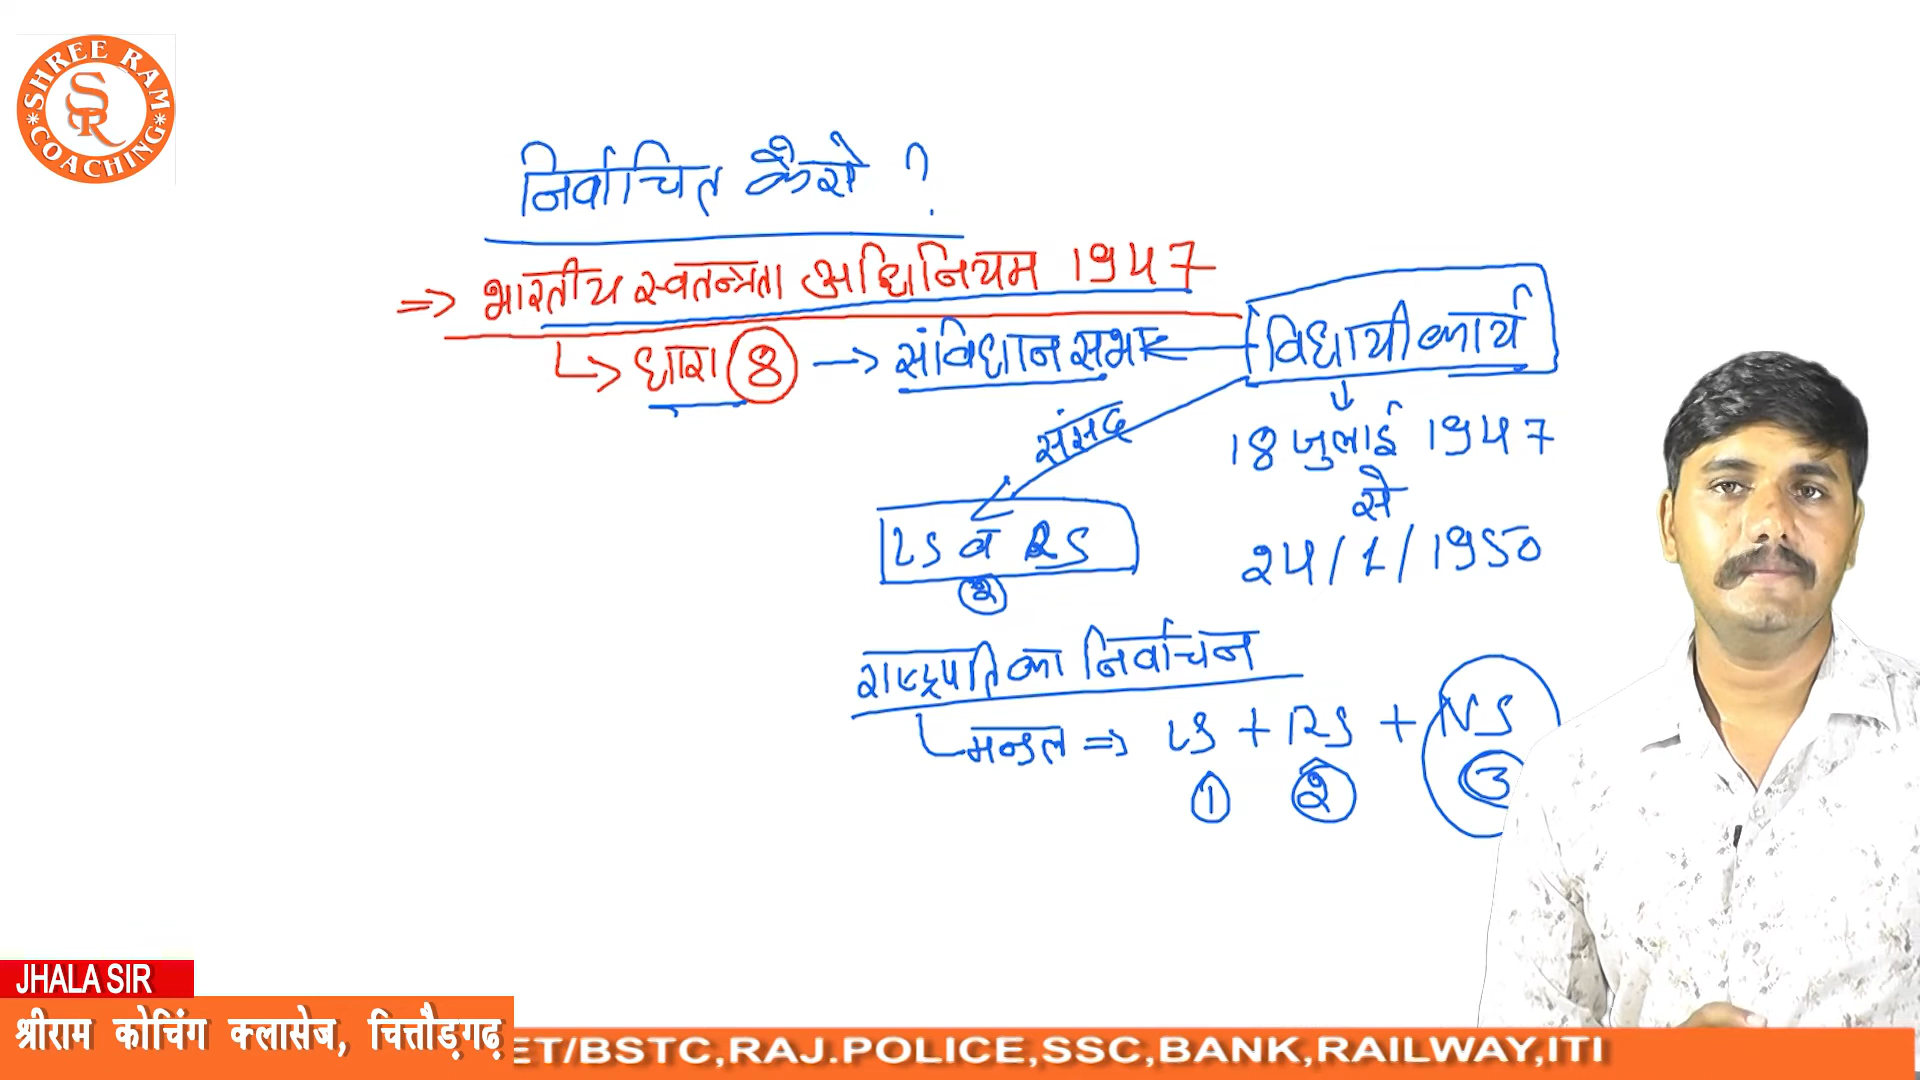 SHREE RAM
SR
COACHING
निर्वाचित कैसे ?
=> भारतीय स्वतन्त्रता अधिनियम 1947
↳ धारा 8 → संविधान सभा ← विधायी कार्य
संसद
18 जुलाई 1947
से
24/1/1950
LS व RS
2
राष्ट्रपति का निर्वाचन
↳ मन्डल => LS + RS + NS
1 2 3
JHALA SIR
श्रीराम कोचिंग क्लासेज, चित्तौड़गढ़
ET/BSTC,RAJ.POLICE,SSC,BANK,RAILWAY,ITI